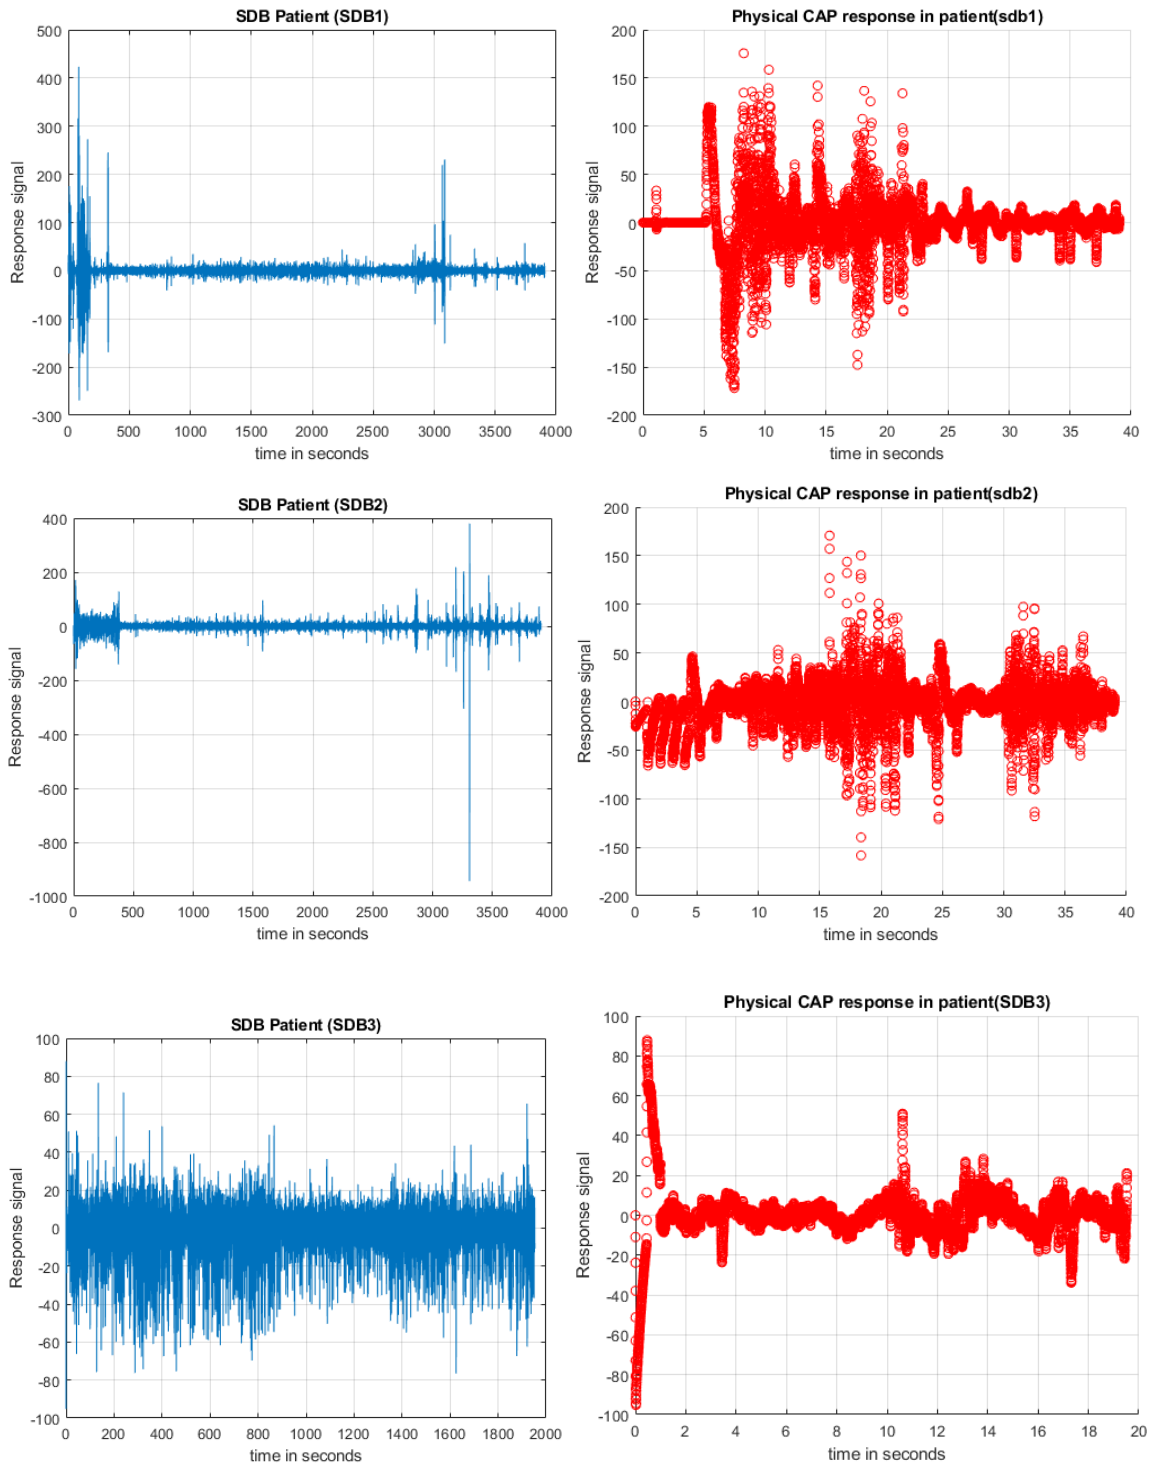 SDB Patient (SDB1)
500
400
300
200
100
0
-100
-200
-300
Response signal
0 500 1000 1500 2000 2500 3000 3500 4000
time in seconds
Physical CAP response in patient(sdb1)
200
150
100
50
0
-50
-100
-150
-200
Response signal
0 5 10 15 20 25 30 35 40
time in seconds
SDB Patient (SDB2)
400
200
0
-200
-400
-600
-800
-1000
Response signal
0 500 1000 1500 2000 2500 3000 3500 4000
time in seconds
Physical CAP response in patient(sdb2)
200
150
100
50
0
-50
-100
-150
-200
Response signal
0 5 10 15 20 25 30 35 40
time in seconds
SDB Patient (SDB3)
100
80
60
40
20
0
-20
-40
-60
-80
-100
Response signal
0 200 400 600 800 1000 1200 1400 1600 1800 2000
time in seconds
Physical CAP response in patient(SDB3)
100
80
60
40
20
0
-20
-40
-60
-80
-100
Response signal
0 2 4 6 8 10 12 14 16 18 20
time in seconds